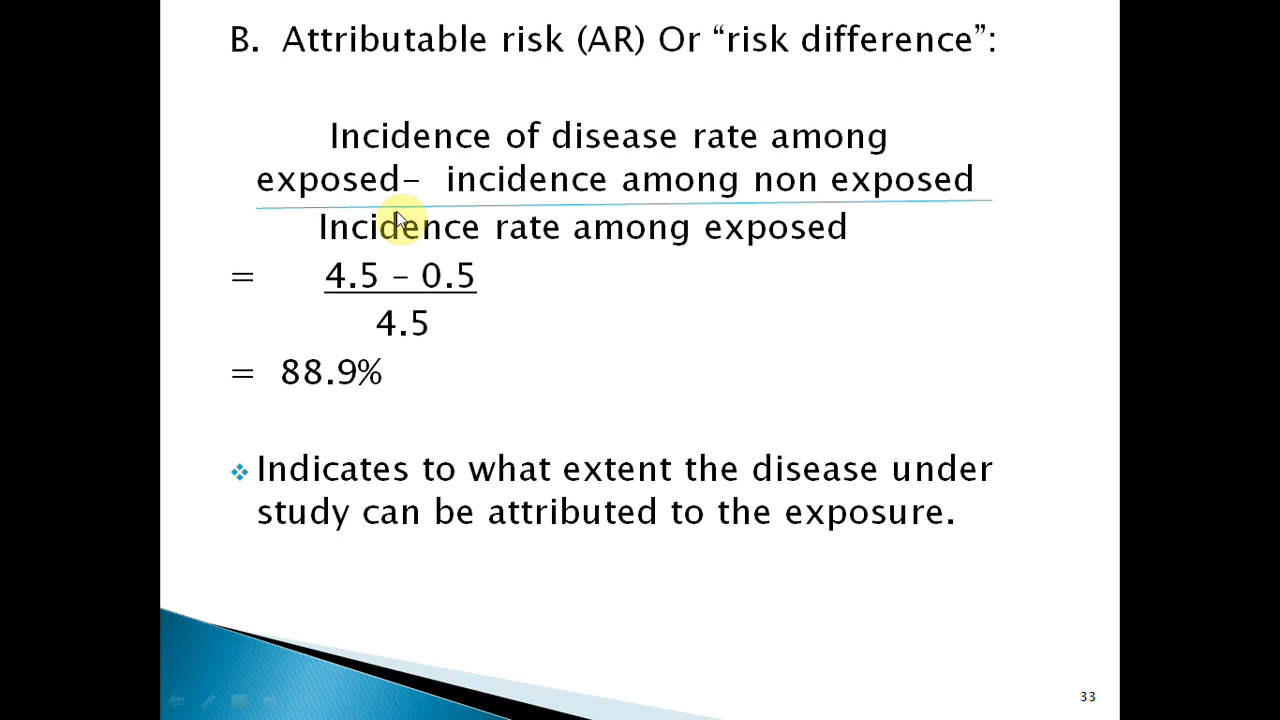 B. Attributable risk (AR) Or “risk difference”:
Incidence of disease rate among
exposed– incidence among non exposed
Incidence rate among exposed
= 4.5 – 0.5
4.5
= 88.9%
Indicates to what extent the disease under
study can be attributed to the exposure.
33